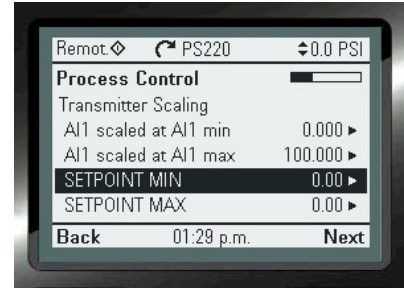 Remot. PS220 0.0 PSI
Process Control
Transmitter Scaling
AI1 scaled at AI1 min 0.000
AI1 scaled at AI1 max 100.000
SETPOINT MIN 0.00
SETPOINT MAX 0.00
Back 01:29 p.m. Next